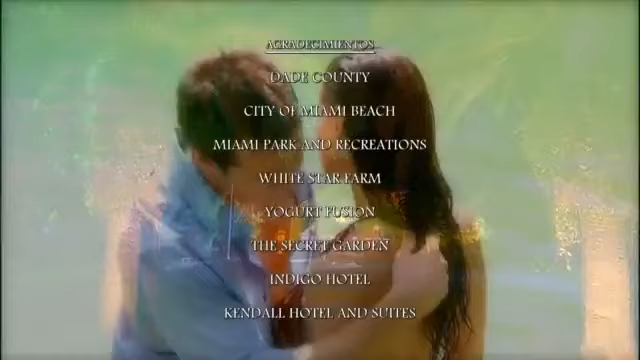 AGRADECIMIENTOS
DADE COUNTY
CITY OF MIAMI BEACH
MIAMI PARK AND RECREATIONS
WHITE STAR FARM
YOGURT FUSION
THE SECRET GARDEN
INDIGO HOTEL
KENDALL HOTEL AND SUITES